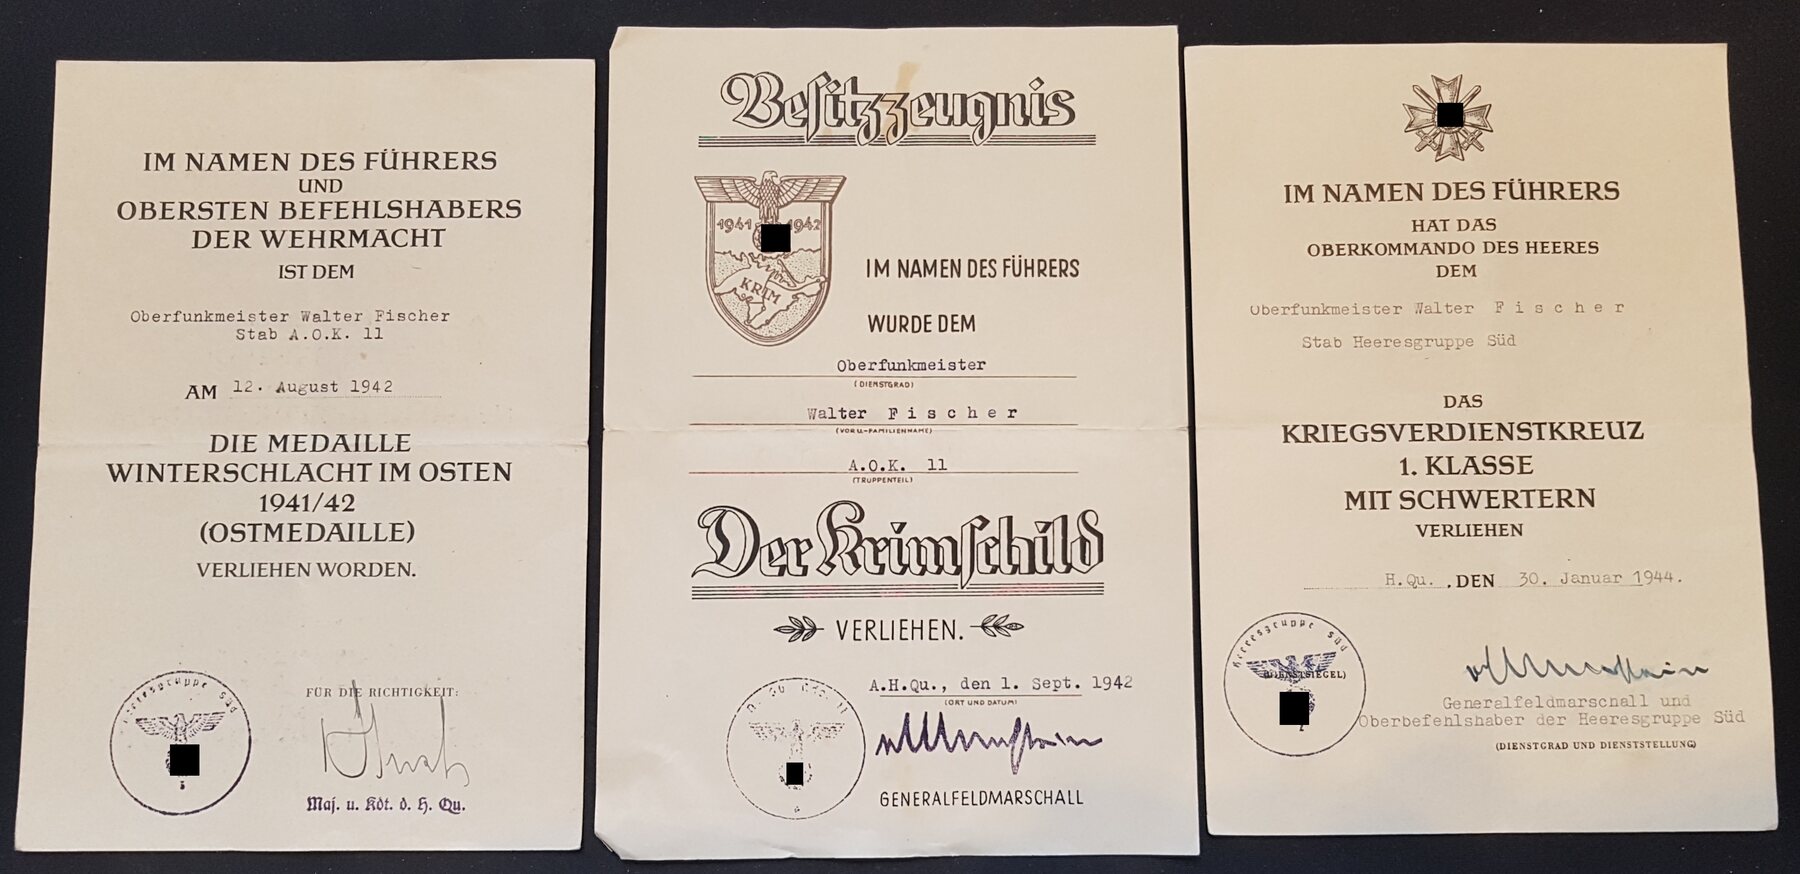 IM NAMEN DES FÜHRERS
UND
OBERSTEN BEFEHLSHABERS
DER WEHRMACHT
IST DEM
Oberfunkmeister Walter Fischer
Stab A.O.K. 11
AM 12. August 1942
DIE MEDAILLE
WINTERSCHLACHT IM OSTEN
1941/42
(OSTMEDAILLE)
VERLIEHEN WORDEN.
FÜR DIE RICHTIGKEIT:
Heeresgruppe Süd
Maj. u. Kdt. d. H. Qu.
Besitzzeugnis
1941 1942
KRIM
IM NAMEN DES FÜHRERS
WURDE DEM
Oberfunkmeister
(DIENSTGRAD)
Walter Fischer
(VOR U. FAMILIENNAME)
A.O.K. 11
(TRUPPENTEIL)
Der Krimschild
VERLIEHEN.
A.H.Qu., den 1. Sept. 1942
(ORT UND DATUM)
GENERALFELDMARSCHALL
IM NAMEN DES FÜHRERS
HAT DAS
OBERKOMMANDO DES HEERES
DEM
Oberfunkmeister Walter Fischer
Stab Heeresgruppe Süd
DAS
KRIEGSVERDIENSTKREUZ
1. KLASSE
MIT SCHWERTERN
VERLIEHEN
H.Qu. , DEN 30. Januar 1944.
Heeresgruppe Süd
(DIENSTSIEGEL)
Generalfeldmarschall und
Oberbefehlshaber der Heeresgruppe Süd
(DIENSTGRAD UND DIENSTSTELLUNG)